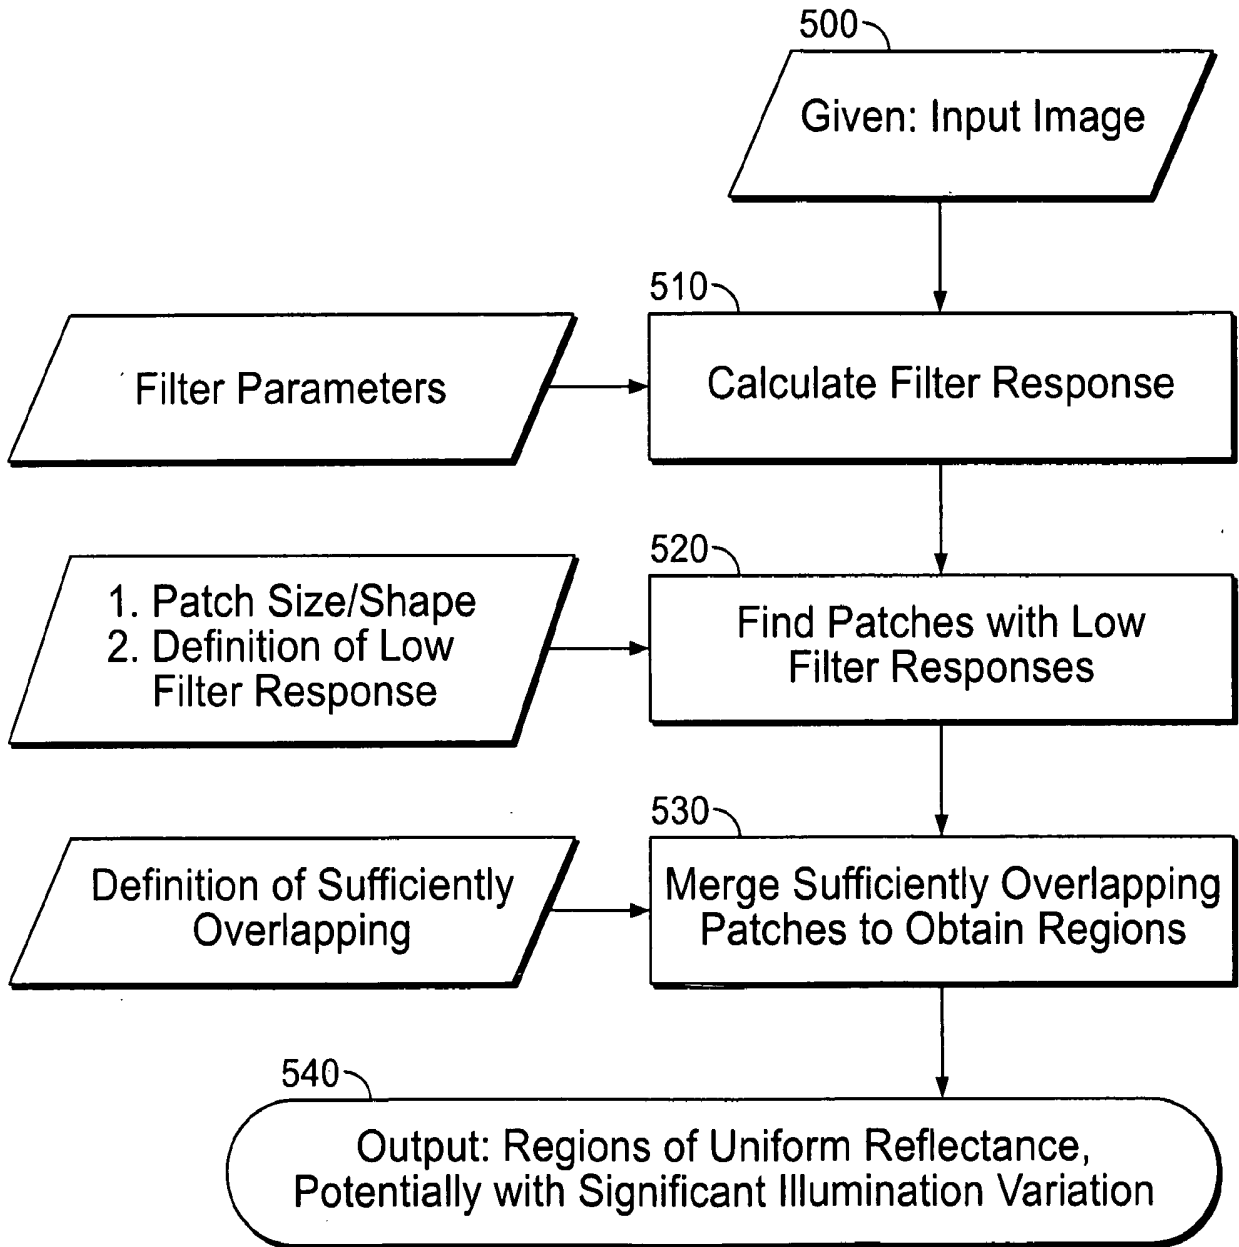 500
Given: Input Image
510
Filter Parameters
Calculate Filter Response
520
1. Patch Size/Shape
2. Definition of Low
Filter Response
Find Patches with Low
Filter Responses
530
Definition of Sufficiently
Overlapping
Merge Sufficiently Overlapping
Patches to Obtain Regions
540
Output: Regions of Uniform Reflectance,
Potentially with Significant Illumination Variation